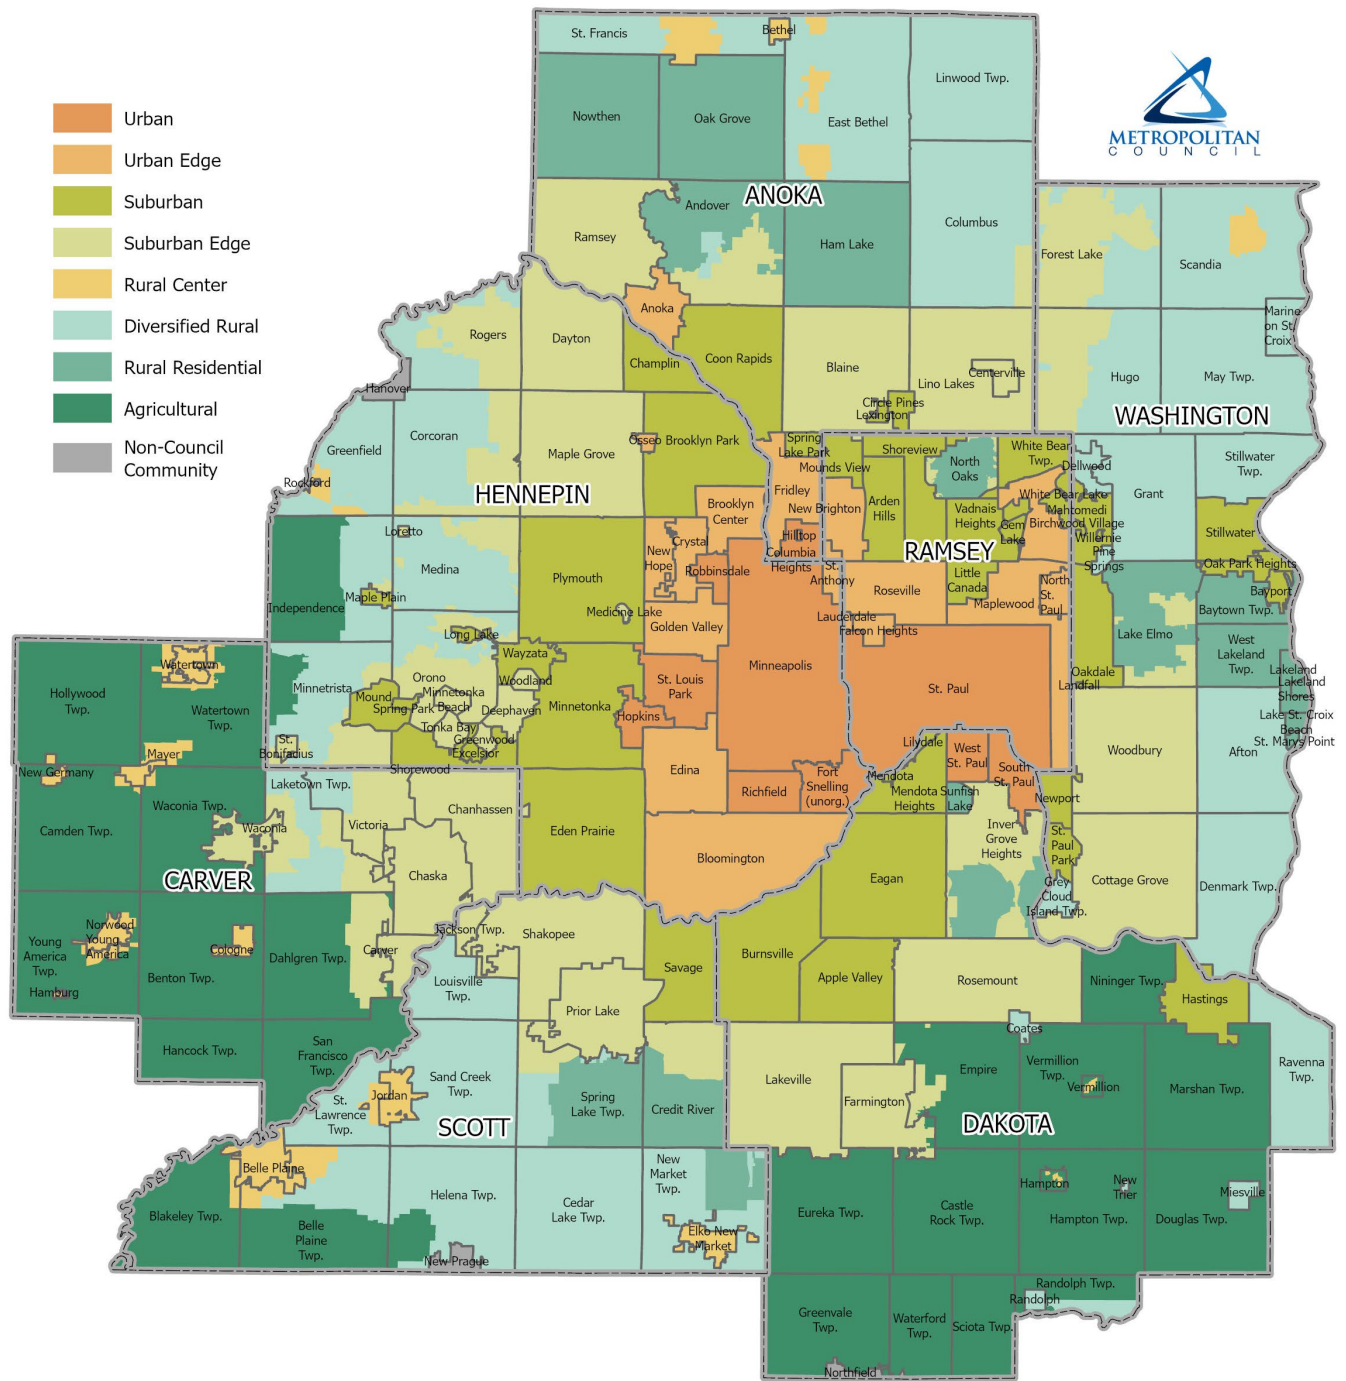 Urban
Urban Edge
Suburban
Suburban Edge
Rural Center
Diversified Rural
Rural Residential
Agricultural
Non-Council
Community
METROPOLITAN
COUNCIL
ANOKA
St. Francis
Bethel
Linwood Twp.
Nowthen
Oak Grove
East Bethel
Andover
Ramsey
Ham Lake
Columbus
Anoka
Coon Rapids
Blaine
Lino Lakes
Centerville
Circle Pines
Lexington
Spring
Lake Park
Fridley
Hilltop
Columbia
Heights
WASHINGTON
Forest Lake
Scandia
Marine
on St.
Croix
Hugo
May Twp.
Dellwood
Grant
Stillwater
Twp.
Stillwater
Mahtomedi
Birchwood Village
Willernie
Pine
Springs
Oak Park Heights
Bayport
Baytown Twp.
Lake Elmo
West
Lakeland
Twp.
Lakeland
Lakeland
Shores
Lake St. Croix
Beach
St. Mary's Point
Oakdale
Landfall
Woodbury
Afton
Newport
St.
Paul
Park
Grey
Cloud
Island Twp.
Cottage Grove
Denmark Twp.
HENNEPIN
Rogers
Dayton
Champlin
Hanover
Greenfield
Corcoran
Maple Grove
Osseo
Brooklyn Park
Rockford
Loretto
Brooklyn
Center
Crystal
New
Hope
Robbinsdale
Medina
Plymouth
Independence
Maple Plain
Medicine Lake
Golden Valley
Long Lake
Wayzata
Woodland
Minneapolis
Orono
Minnetrista
Mound
Spring Park
Minnetonka
Beach
Deephaven
Tonka Bay
Greenwood
Excelsior
Shorewood
Minnetonka
St. Louis
Park
Hopkins
St.
Bonifacius
Edina
Richfield
Fort
Snelling
(unorg.)
Eden Prairie
Bloomington
RAMSEY
Mounds View
Shoreview
North
Oaks
White Bear
Twp.
White Bear Lake
New Brighton
Arden
Hills
Vadnais
Heights
Gem
Lake
St.
Anthony
Roseville
Little
Canada
Maplewood
North
St.
Paul
Lauderdale
Falcon Heights
St. Paul
CARVER
Hollywood
Twp.
Watertown
Watertown
Twp.
Mayer
New Germany
Camden Twp.
Waconia Twp.
Waconia
Laketown Twp.
Victoria
Chanhassen
Chaska
Norwood
Young
America
Young
America
Twp.
Hamburg
Cologne
Benton Twp.
Dahlgren Twp.
Carver
Hancock Twp.
San
Francisco
Twp.
SCOTT
Jackson Twp.
Shakopee
Louisville
Twp.
Savage
Prior Lake
Sand Creek
Twp.
Jordan
St.
Lawrence
Twp.
Spring
Lake Twp.
Credit River
Belle Plaine
Blakeley Twp.
Belle
Plaine
Twp.
Helena Twp.
New Prague
Cedar
Lake Twp.
New
Market
Twp.
Elko New
Market
DAKOTA
Lilydale
Mendota
Mendota
Heights
West
St. Paul
South
St. Paul
Sunfish
Lake
Inver
Grove
Heights
Eagan
Burnsville
Apple Valley
Rosemount
Nininger Twp.
Hastings
Coates
Ravenna
Twp.
Lakeville
Farmington
Empire
Vermillion
Twp.
Vermillion
Marshan Twp.
Eureka Twp.
Castle
Rock Twp.
Hampton
New
Trier
Hampton Twp.
Douglas Twp.
Miesville
Randolph Twp.
Randolph
Greenvale
Twp.
Waterford
Twp.
Sciota Twp.
Northfield